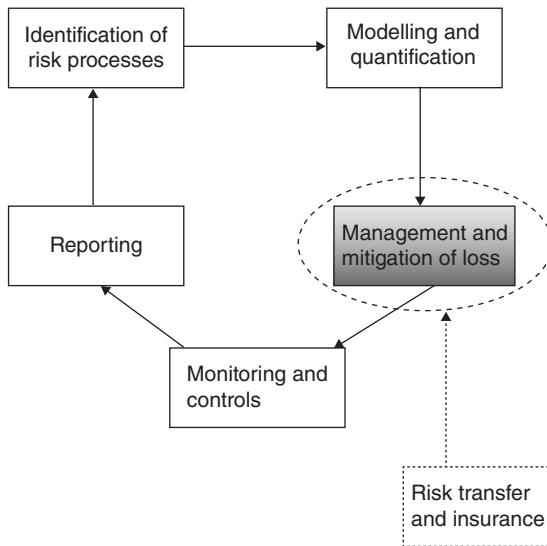 Identification of
risk processes
Modelling and
quantification
Reporting
Management and
mitigation of loss
Monitoring and
controls
Risk transfer
and insurance